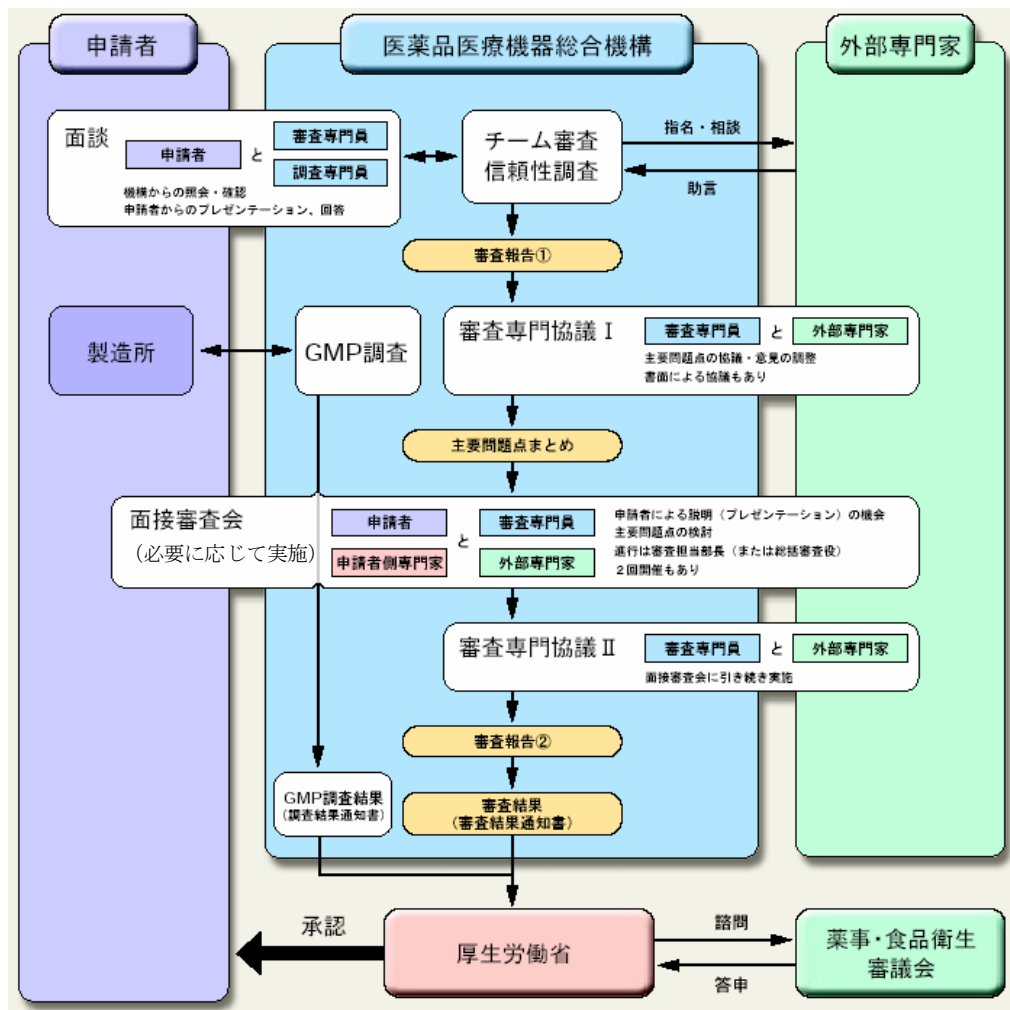 申請者
医薬品医療機器総合機構
外部専門家
面談
申請者
と
審査専門員
調査専門員
機構からの照会・確認
申請者からのプレゼンテーション、回答
チーム審査
信頼性調査
指名・相談
助言
審査報告①
製造所
GMP調査
審査専門協議Ⅰ
審査専門員
と
外部専門家
主要問題点の協議・意見の調整
書面による協議もあり
主要問題点まとめ
面接審査会
(必要に応じて実施)
申請者
申請者側専門家
と
審査専門員
外部専門家
申請者による説明(プレゼンテーション)の機会
主要問題点の検討
進行は審査担当部長(または総括審査役)
2回開催もあり
審査専門協議Ⅱ
審査専門員
と
外部専門家
面接審査会に引き続き実施
審査報告②
GMP調査結果
(調査結果通知書)
審査結果
(審査結果通知書)
承認
厚生労働省
諮問
答申
薬事・食品衛生
審議会